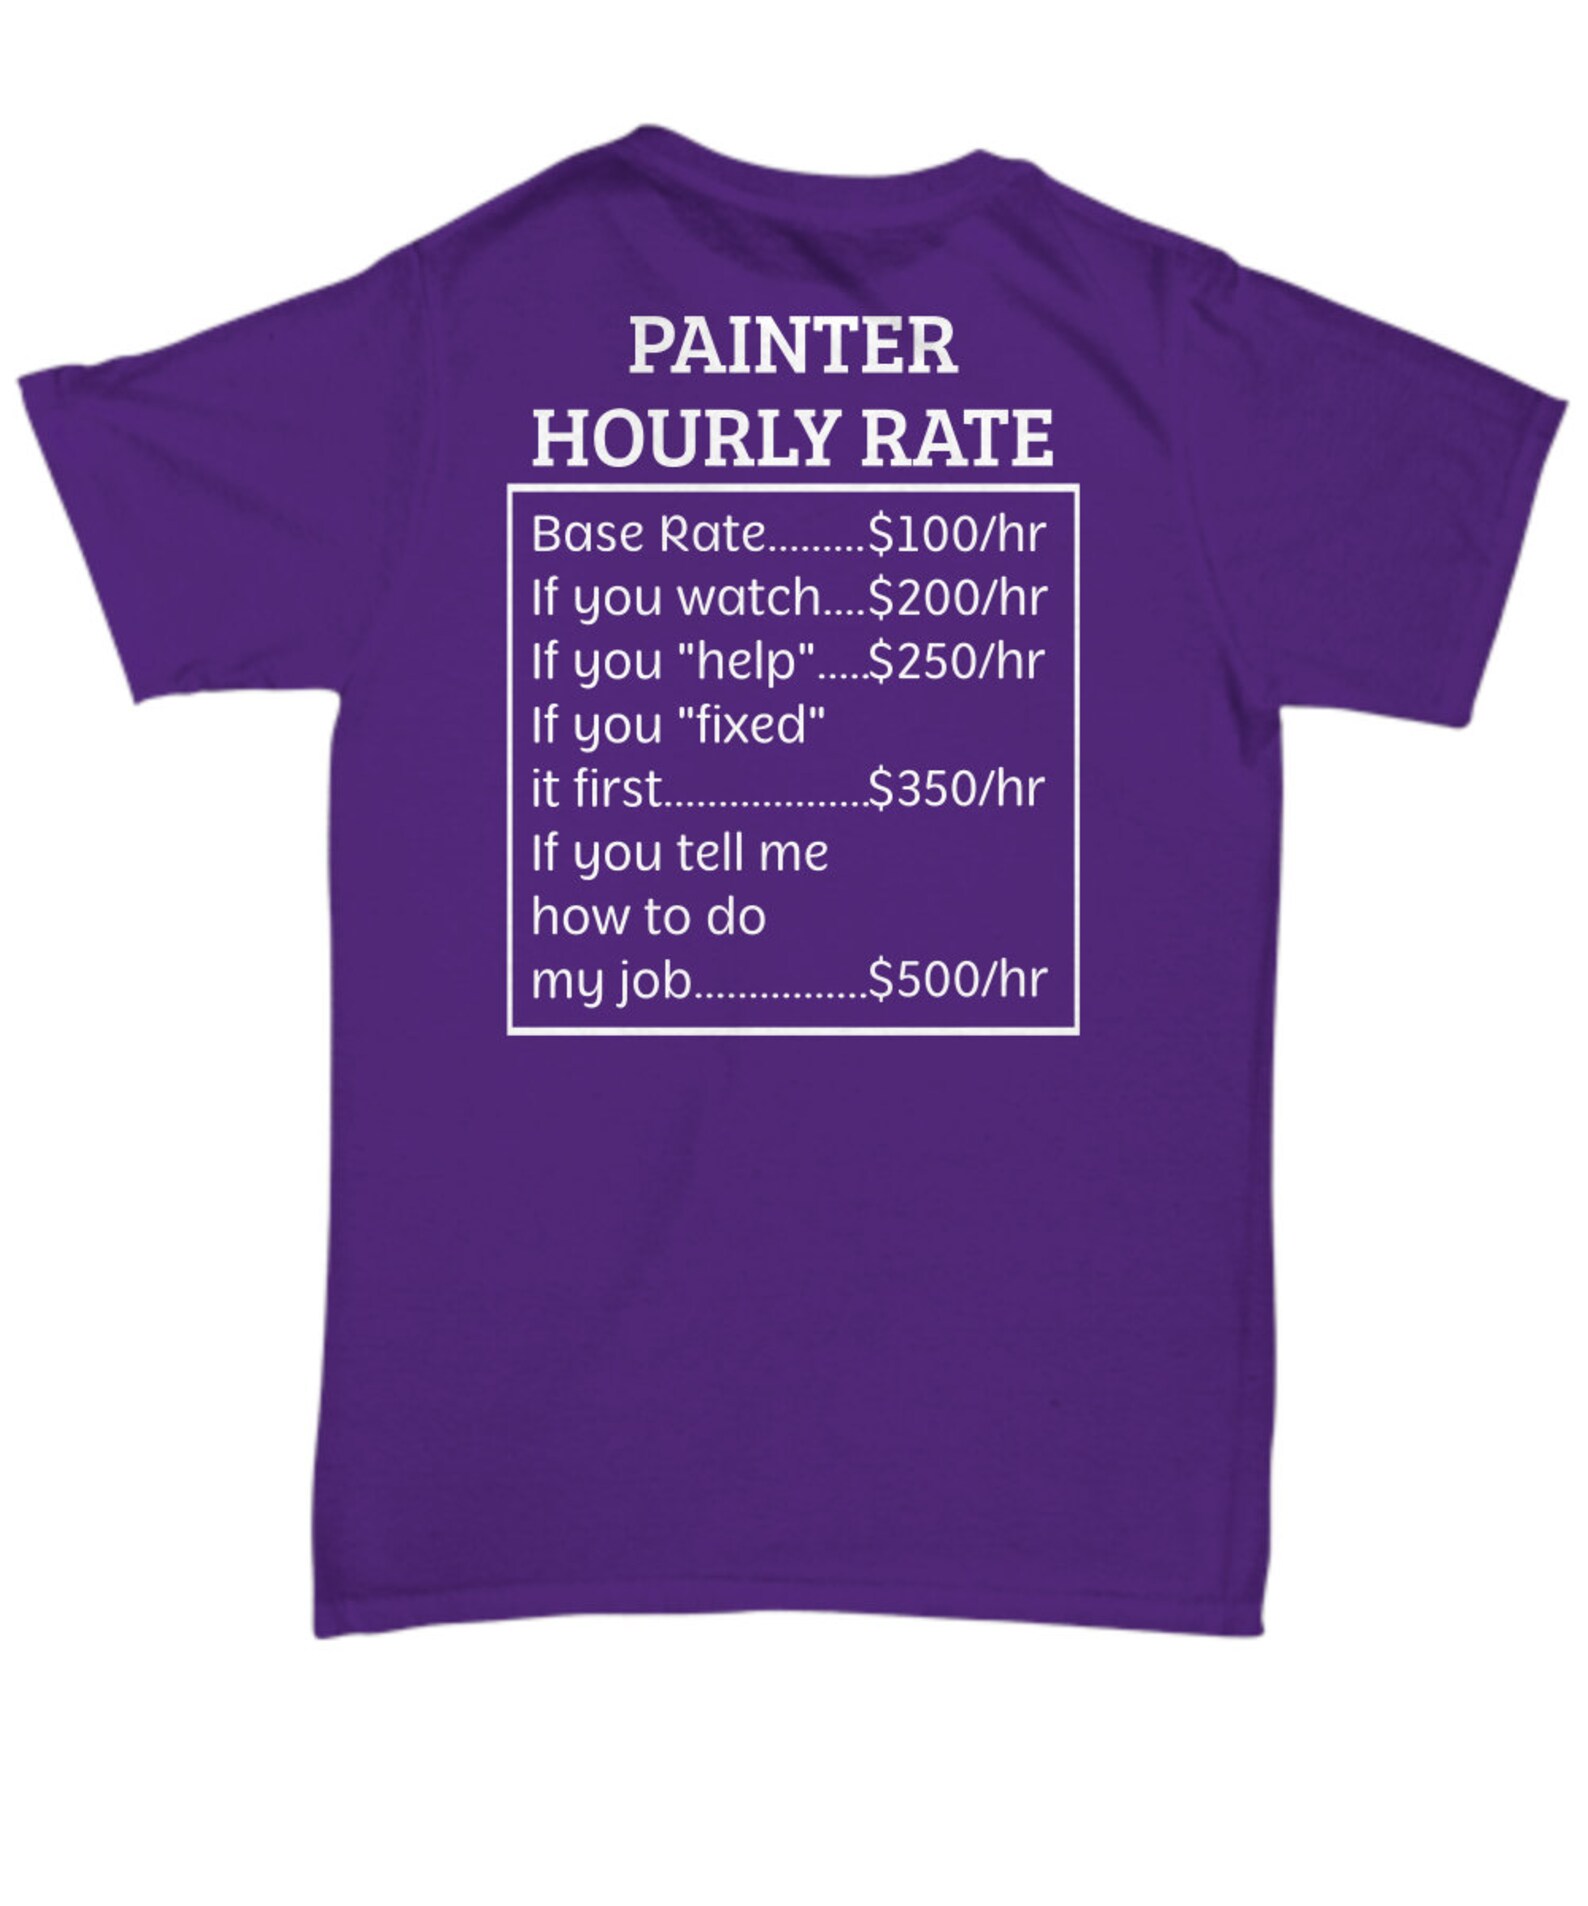 PAINTER
HOURLY RATE
Base Rate.........$100/hr
If you watch....$200/hr
If you "help".....$250/hr
If you "fixed"
it first...................$350/hr
If you tell me
how to do
my job................$500/hr